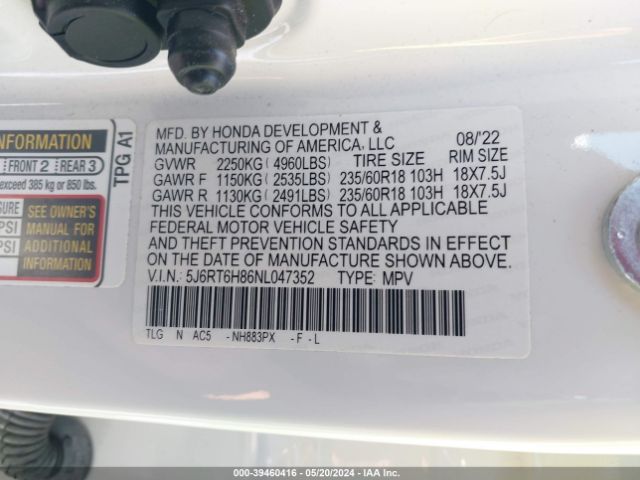 MFD. BY HONDA DEVELOPMENT &
MANUFACTURING OF AMERICA, LLC 08/'22
GVWR 2250KG (4960LBS) TIRE SIZE RIM SIZE
GAWR F 1150KG (2535LBS) 235/60R18 103H 18X7.5J
GAWR R 1130KG (2491LBS) 235/60R18 103H 18X7.5J
THIS VEHICLE CONFORMS TO ALL APPLICABLE
FEDERAL MOTOR VEHICLE SAFETY
AND THEFT PREVENTION STANDARDS IN EFFECT
ON THE DATE OF MANUFACTURE SHOWN ABOVE.
V.I.N.: 5J6RT6H86NL047352 TYPE: MPV
TLG N AC5 -NH883PX -F -L
TPG A1
INFORMATION
FRONT 2 REAR 3
exceed 385 kg or 850 lbs.
SURE
PSI
PSI
SEE OWNER'S
MANUAL FOR
ADDITIONAL
INFORMATION
© Copyright - 39460416 - 05/20/2024 - IAA Inc.